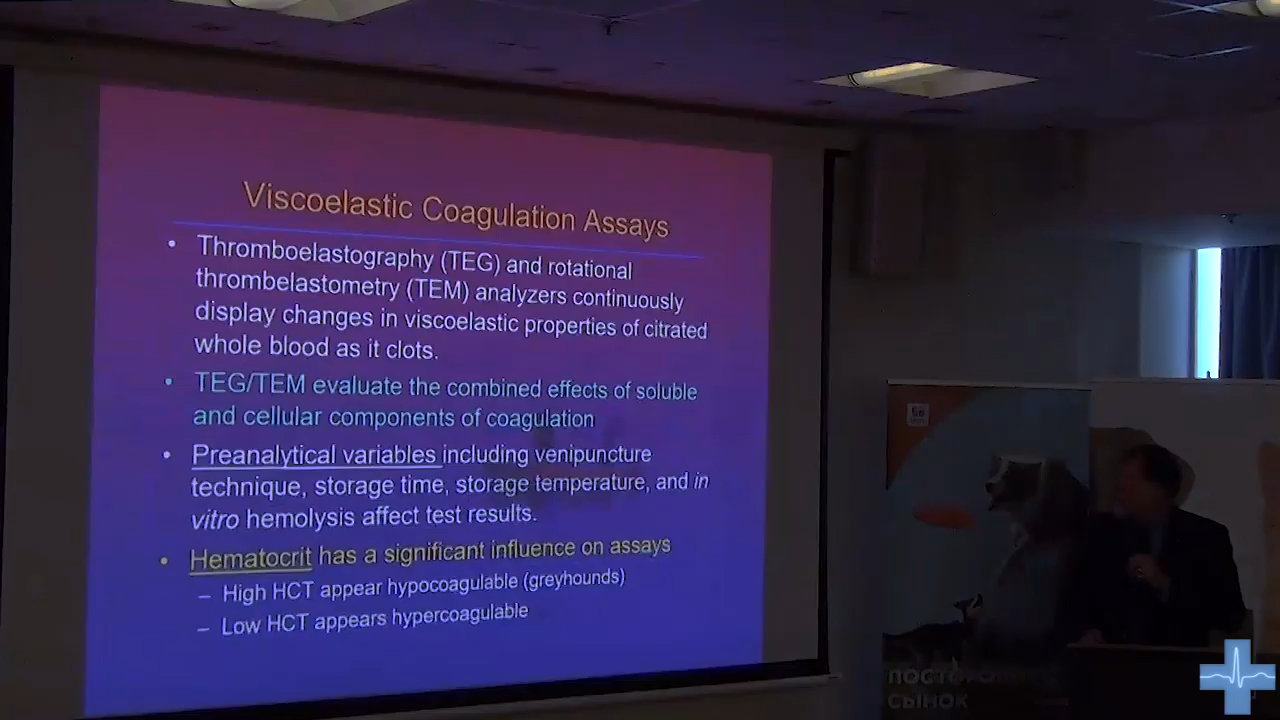 Viscoelastic Coagulation Assays
• Thromboelastography (TEG) and rotational
thrombelastometry (TEM) analyzers continuously
display changes in viscoelastic properties of citrated
whole blood as it clots.
• TEG/TEM evaluate the combined effects of soluble
and cellular components of coagulation
• Preanalytical variables including venipuncture
technique, storage time, storage temperature, and in
vitro hemolysis affect test results.
• Hematocrit has a significant influence on assays
– High HCT appear hypocoagulable (greyhounds)
– Low HCT appears hypercoagulable
СЫНОК